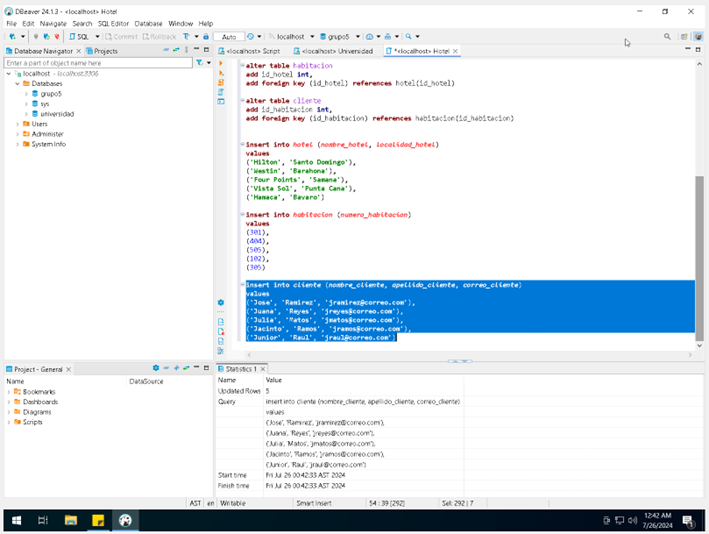 DBeaver 24.1.3 - <localhost> Hotel
File Edit Navigate Search SQL Editor Database Window Help
SQL Commit Rollback Auto localhost grupo5
Database Navigator Projects
<localhost> Script <localhost> Universidad *<localhost> Hotel
Enter a part of object name here
localhost - localhost:3306
Databases
grupo5
sys
universidad
Users
Administer
System Info
alter table habitacion
add id_hotel int,
add foreign key (id_hotel) references hotel(id_hotel)
alter table cliente
add id_habitacion int,
add foreign key (id_habitacion) references habitacion(id_habitacion)
insert into hotel (nombre_hotel, localidad_hotel)
values
('Hilton', 'Santo Domingo'),
('Westin', 'Barahona'),
('Four Points', 'Samana'),
('Vista Sol', 'Punta Cana'),
('Hamaca', 'Bavaro')
insert into habitacion (numero_habitacion)
values
(301),
(404),
(505),
(102),
(305)
insert into cliente (nombre_cliente, apellido_cliente, correo_cliente)
values
('Jose', 'Ramirez', 'jramirez@correo.com'),
('Juana', 'Reyes', 'jreyes@correo.com'),
('Julia', 'Matos', 'jmatos@correo.com'),
('Jacinto', 'Ramos', 'jramos@correo.com'),
('Junior', 'Raul', 'jraul@correo.com')
Project - General
Name DataSource
Bookmarks
Dashboards
Diagrams
Scripts
Statistics 1
Name Value
Updated Rows 5
Query insert into cliente (nombre_cliente, apellido_cliente, correo_cliente)
values
('Jose', 'Ramirez', 'jramirez@correo.com'),
('Juana', 'Reyes', 'jreyes@correo.com'),
('Julia', 'Matos', 'jmatos@correo.com'),
('Jacinto', 'Ramos', 'jramos@correo.com'),
('Junior', 'Raul', 'jraul@correo.com')
Start time Fri Jul 26 00:42:33 AST 2024
Finish time Fri Jul 26 00:42:33 AST 2024
AST en Writable Smart Insert 54 : 39 [292] Sel: 292 | 7
12:42 AM
7/26/2024